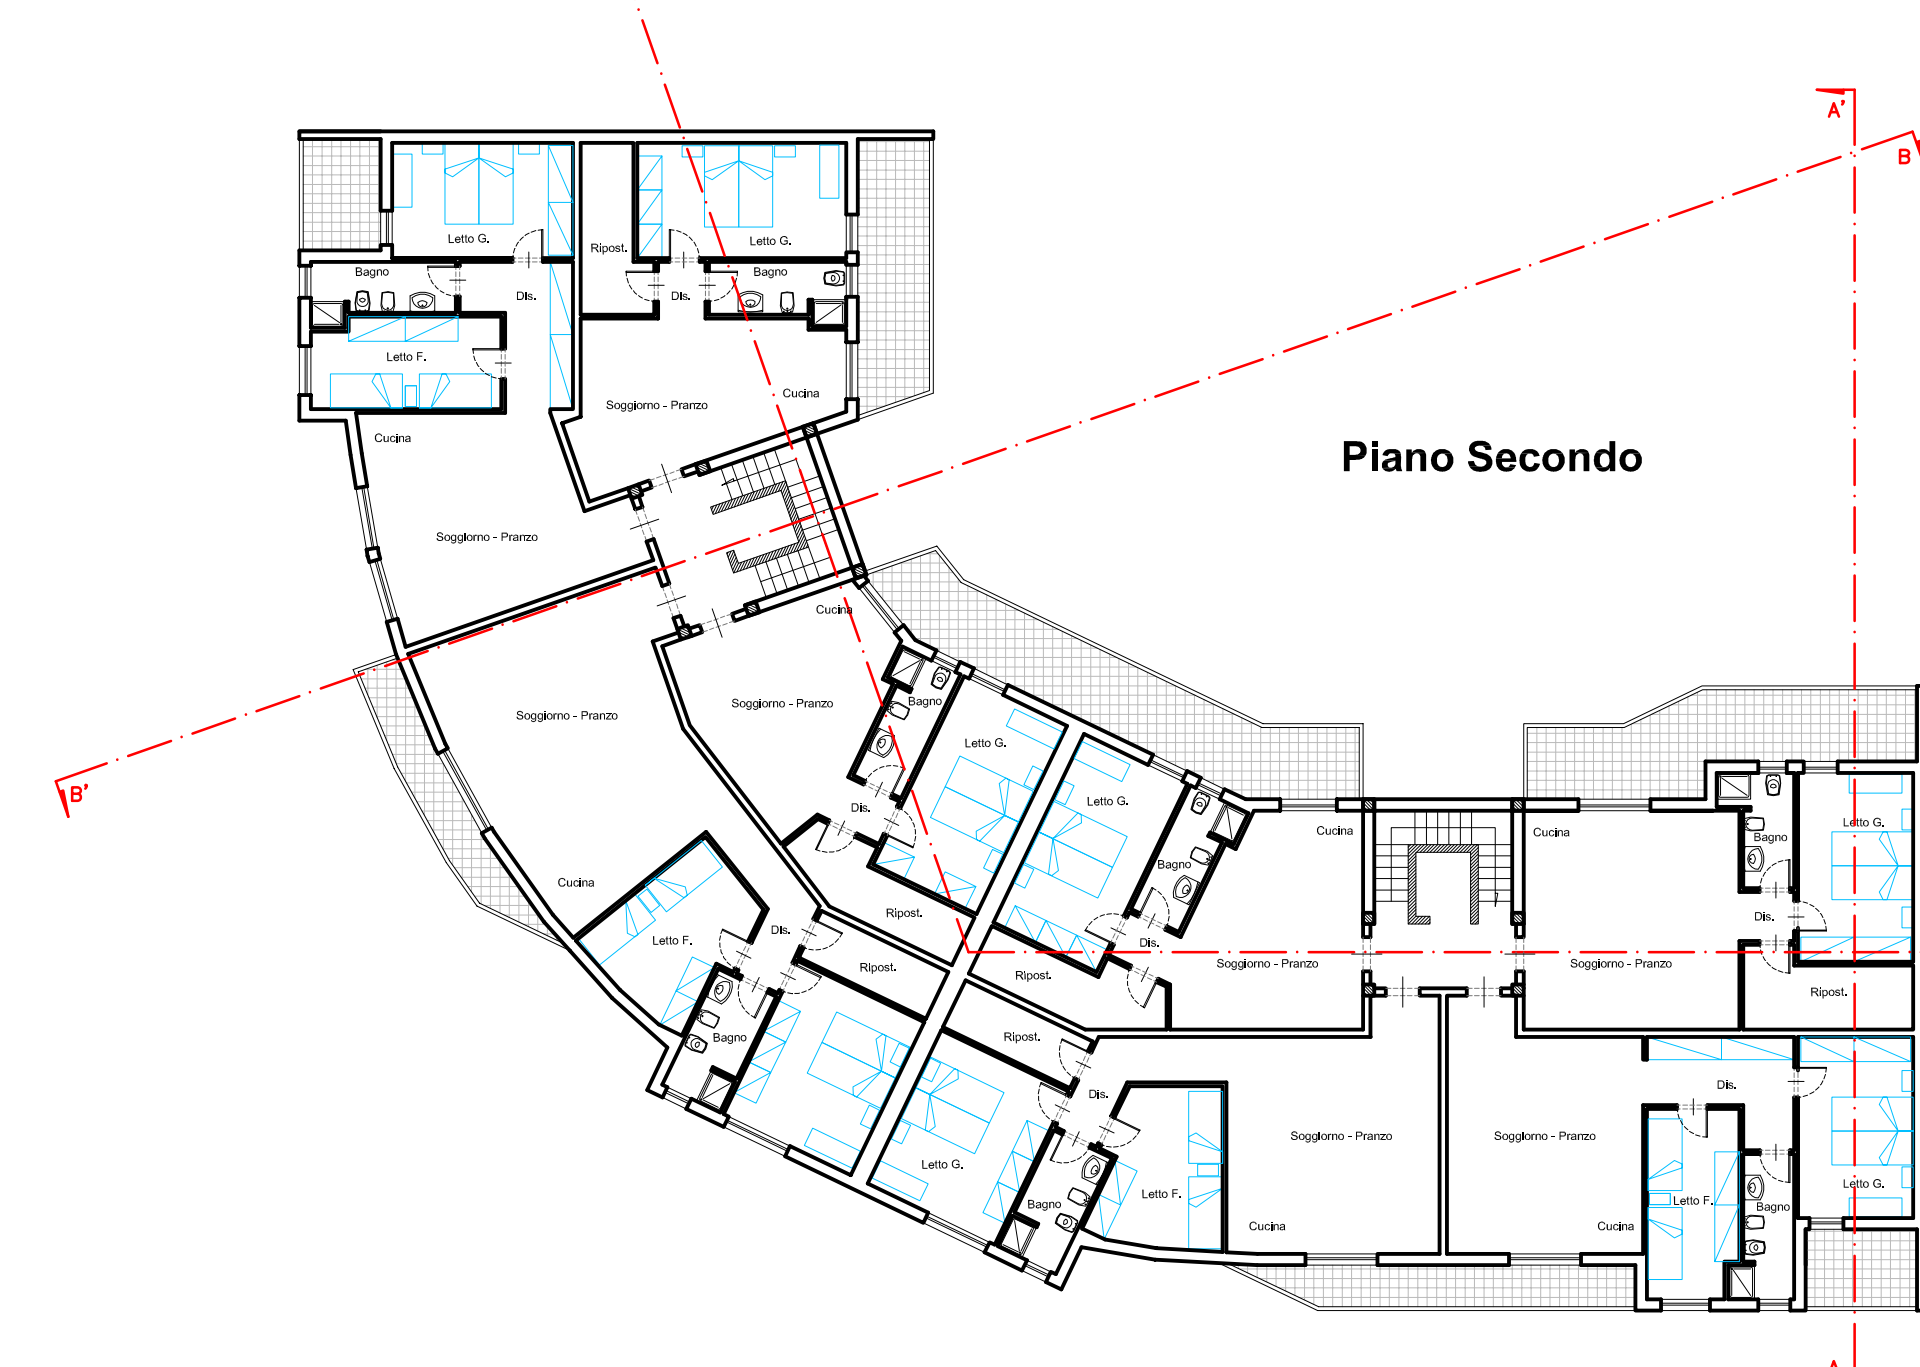 A'
B
Letto G.
Ripost.
Letto G.
Bagno
Dis.
Dis.
Bagno
Letto F.
Cucina
Soggiorno - Pranzo
Cucina
Piano Secondo
Soggiorno - Pranzo
Cucina
B'
Soggiorno - Pranzo
Soggiorno - Pranzo
Bagno
Letto G.
Dis.
Letto G.
Cucina
Cucina
Bagno
Letto G.
Cucina
Bagno
Ripost.
Dis.
Letto F.
Dis.
Dis.
Ripost.
Ripost.
Soggiorno - Pranzo
Soggiorno - Pranzo
Ripost.
Bagno
Ripost.
Dis.
Dis.
Letto G.
Soggiorno - Pranzo
Soggiorno - Pranzo
Letto F.
Bagno
Cucina
Cucina
Letto F.
Bagno
Letto G.
A